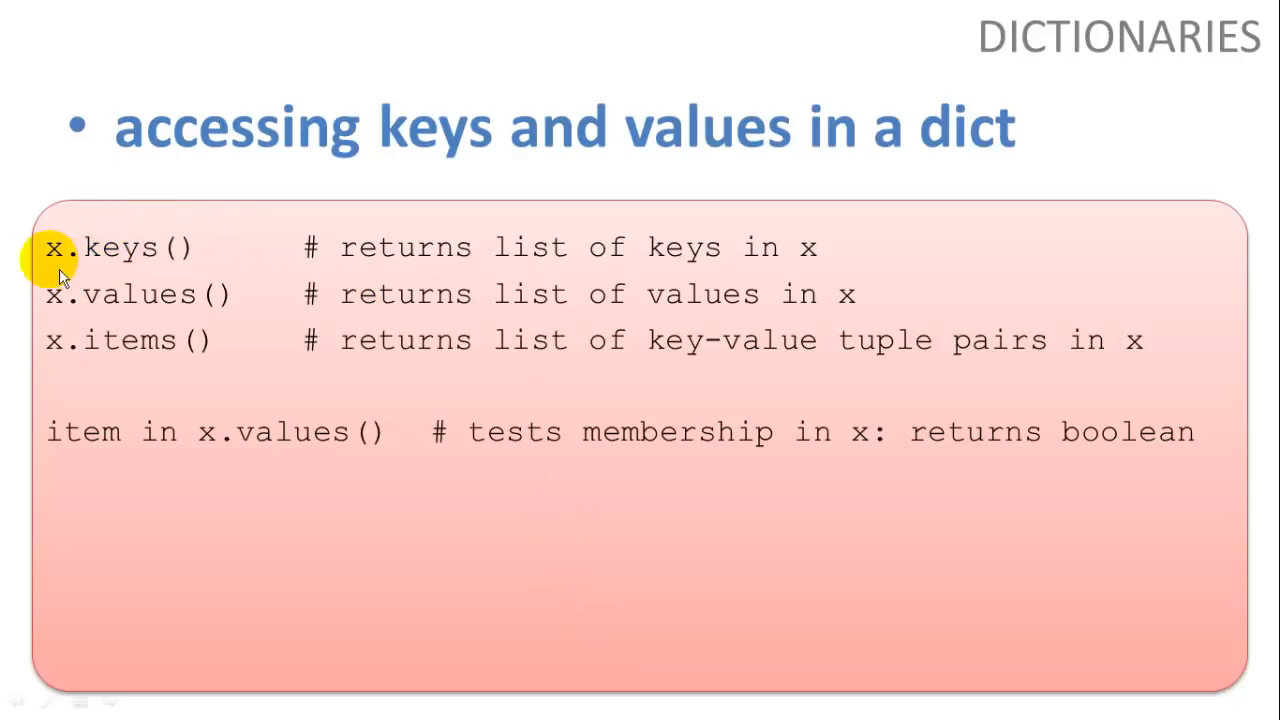 DICTIONARIES
• accessing keys and values in a dict
x.keys() # returns list of keys in x
x.values() # returns list of values in x
x.items() # returns list of key-value tuple pairs in x
item in x.values() # tests membership in x: returns boolean